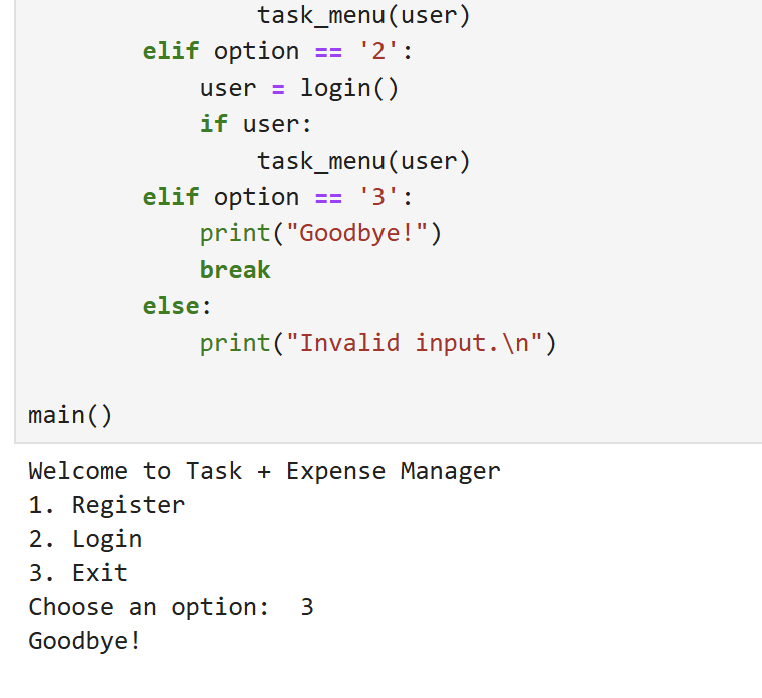 task_menu(user)
        elif option == '2':
            user = login()
            if user:
                task_menu(user)
        elif option == '3':
            print("Goodbye!")
            break
        else:
            print("Invalid input.\n")

main()
Welcome to Task + Expense Manager
1. Register
2. Login
3. Exit
Choose an option:  3
Goodbye!